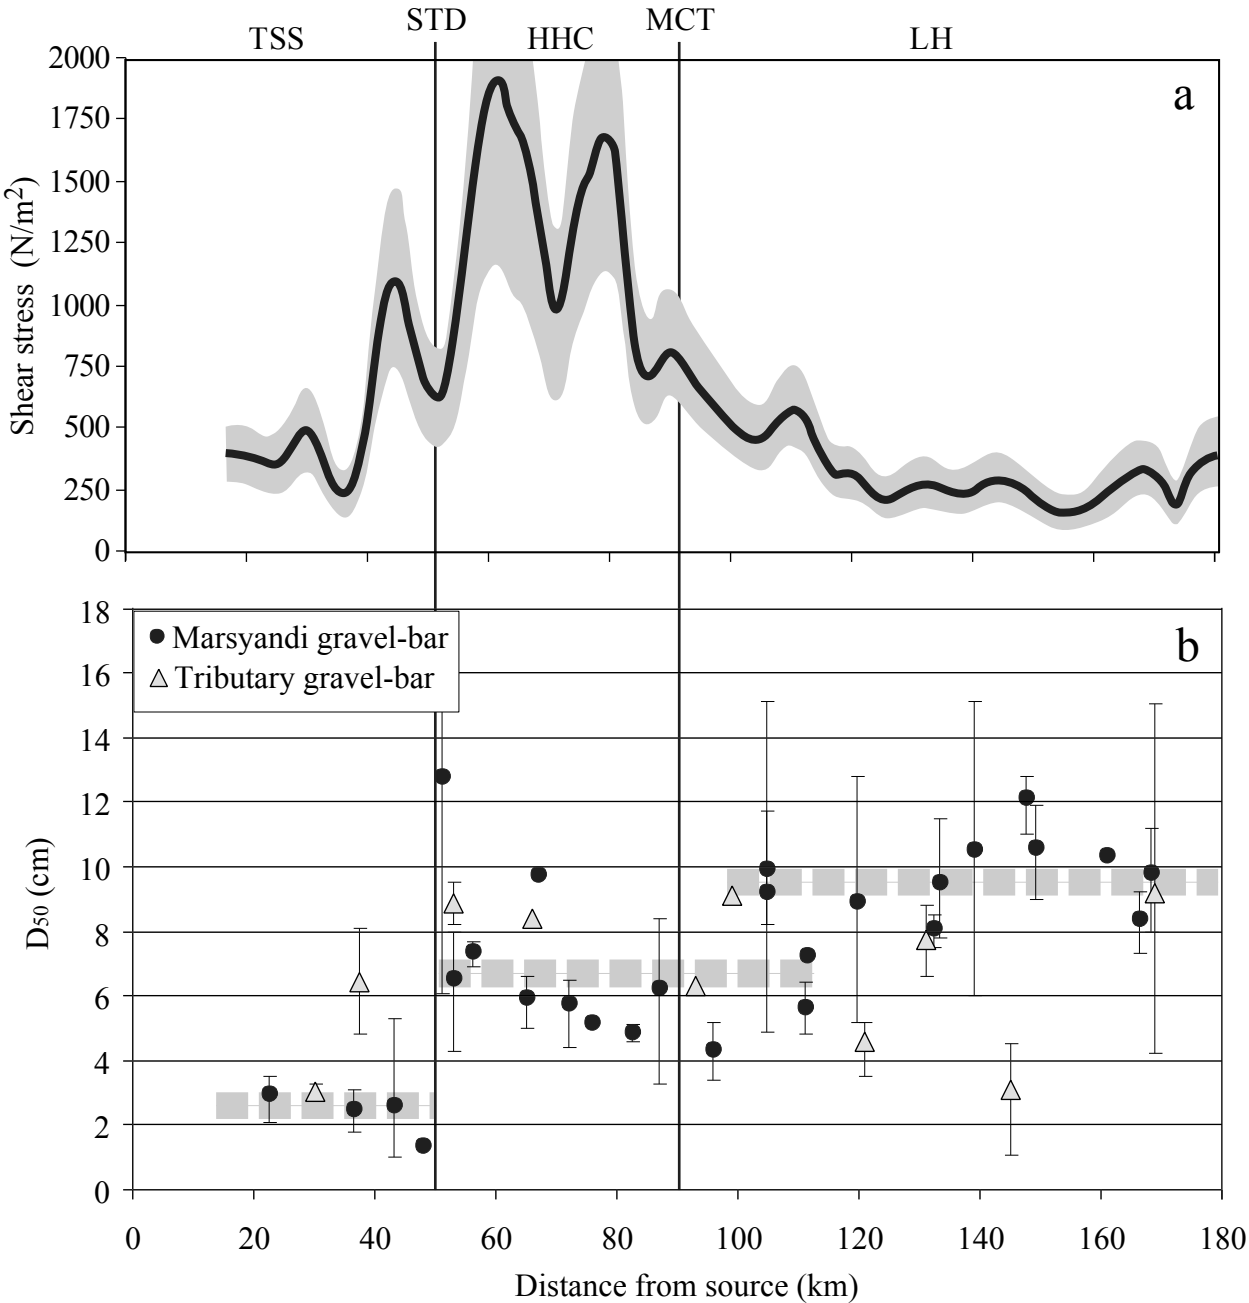 STD
MCT
TSS
HHC
LH
2000
1750
1500
1250
1000
750
500
250
0
Shear stress (N/m²)
a
18
16
14
12
10
8
6
4
2
0
D₅₀ (cm)
Marsyandi gravel-bar
Tributary gravel-bar
b
0 20 40 60 80 100 120 140 160 180
Distance from source (km)